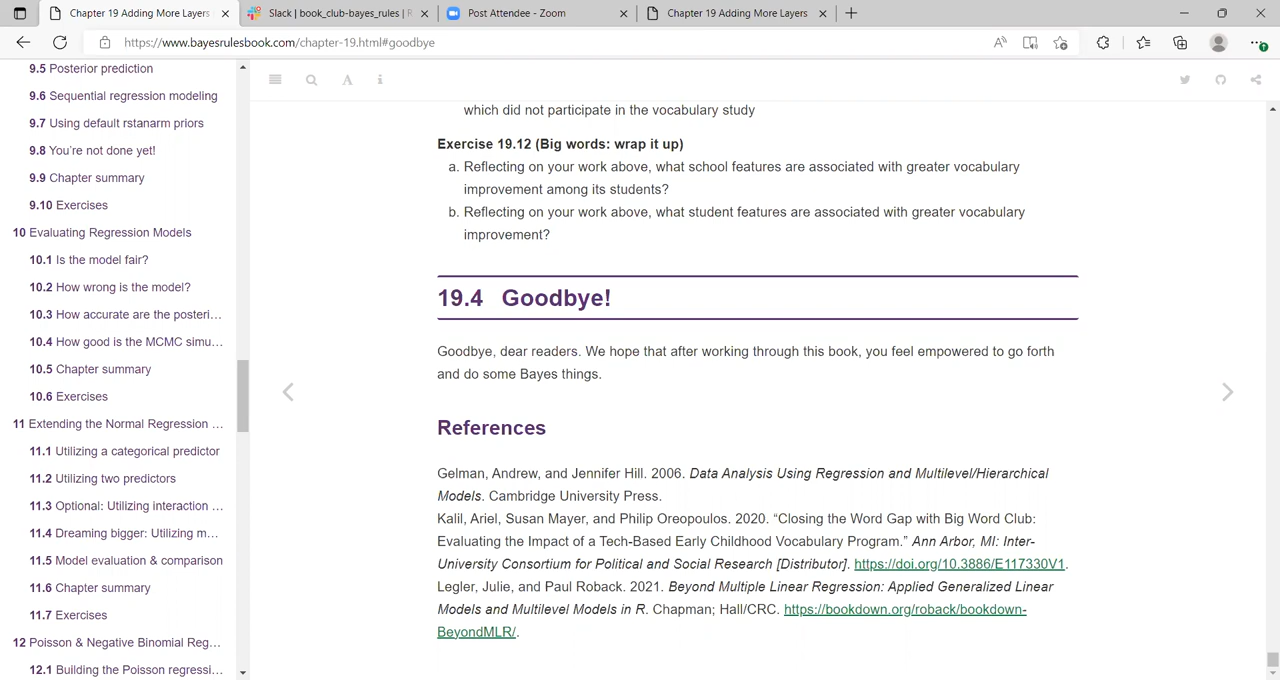 Chapter 19 Adding More Layers
Slack | book_club-bayes_rules | R
Post Attendee - Zoom
Chapter 19 Adding More Layers
https://www.bayesrulesbook.com/chapter-19.html#goodbye
9.5 Posterior prediction
9.6 Sequential regression modeling
9.7 Using default rstanarm priors
9.8 You're not done yet!
9.9 Chapter summary
9.10 Exercises
10 Evaluating Regression Models
10.1 Is the model fair?
10.2 How wrong is the model?
10.3 How accurate are the posteri...
10.4 How good is the MCMC simu...
10.5 Chapter summary
10.6 Exercises
11 Extending the Normal Regression ...
11.1 Utilizing a categorical predictor
11.2 Utilizing two predictors
11.3 Optional: Utilizing interaction ...
11.4 Dreaming bigger: Utilizing m...
11.5 Model evaluation & comparison
11.6 Chapter summary
11.7 Exercises
12 Poisson & Negative Binomial Reg...
12.1 Building the Poisson regressi...
which did not participate in the vocabulary study
Exercise 19.12 (Big words: wrap it up)
a. Reflecting on your work above, what school features are associated with greater vocabulary
improvement among its students?
b. Reflecting on your work above, what student features are associated with greater vocabulary
improvement?
19.4 Goodbye!
Goodbye, dear readers. We hope that after working through this book, you feel empowered to go forth
and do some Bayes things.
References
Gelman, Andrew, and Jennifer Hill. 2006. Data Analysis Using Regression and Multilevel/Hierarchical
Models. Cambridge University Press.
Kalil, Ariel, Susan Mayer, and Philip Oreopoulos. 2020. “Closing the Word Gap with Big Word Club:
Evaluating the Impact of a Tech-Based Early Childhood Vocabulary Program.” Ann Arbor, MI: Inter-
University Consortium for Political and Social Research [Distributor]. https://doi.org/10.3886/E117330V1.
Legler, Julie, and Paul Roback. 2021. Beyond Multiple Linear Regression: Applied Generalized Linear
Models and Multilevel Models in R. Chapman; Hall/CRC. https://bookdown.org/roback/bookdown-
BeyondMLR/.